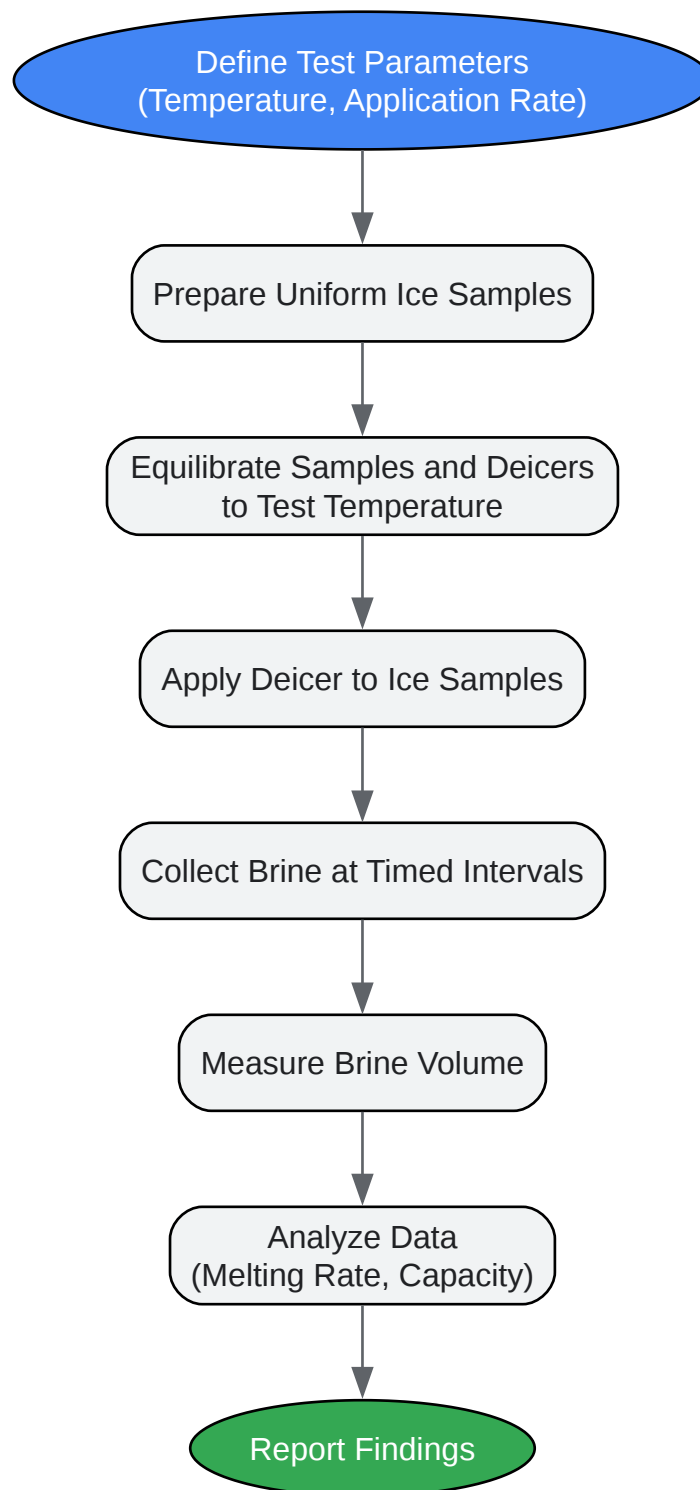 Define Test Parameters
(Temperature, Application Rate)
Prepare Uniform Ice Samples
Equilibrate Samples and Deicers
to Test Temperature
Apply Deicer to Ice Samples
Collect Brine at Timed Intervals
Measure Brine Volume
Analyze Data
(Melting Rate, Capacity)
Report Findings